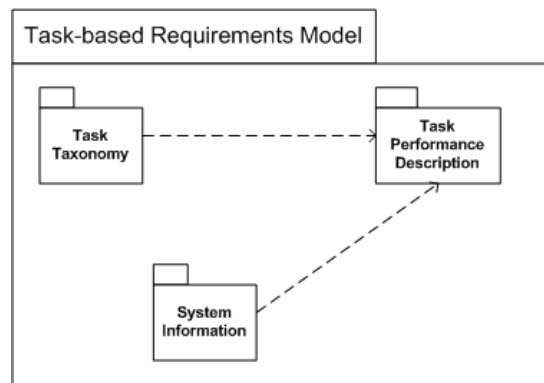 Task-based Requirements Model
Task
Taxonomy
Task
Performance
Description
System
Information